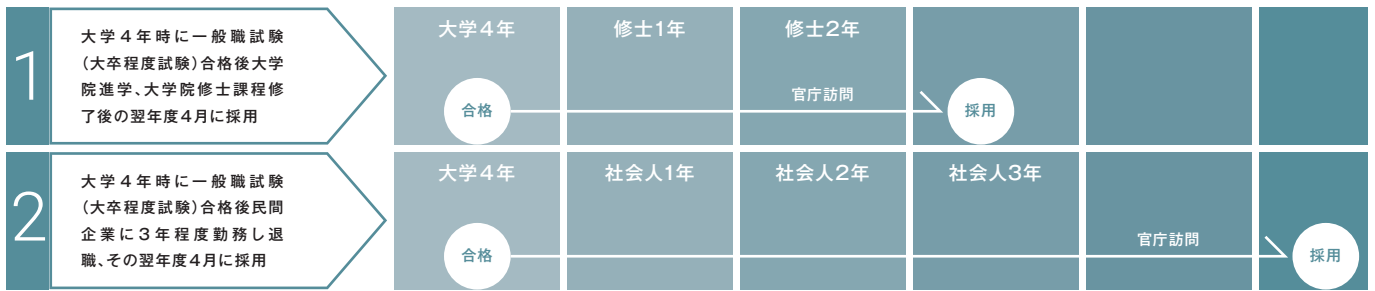 1
大学4年時に一般職試験
(大卒程度試験)合格後大学
院進学、大学院修士課程修
了後の翌年度4月に採用
大学4年
修士1年
修士2年
合格
官庁訪問
採用
2
大学4年時に一般職試験
(大卒程度試験)合格後民間
企業に3年程度勤務し退
職、その翌年度4月に採用
大学4年
社会人1年
社会人2年
社会人3年
合格
官庁訪問
採用